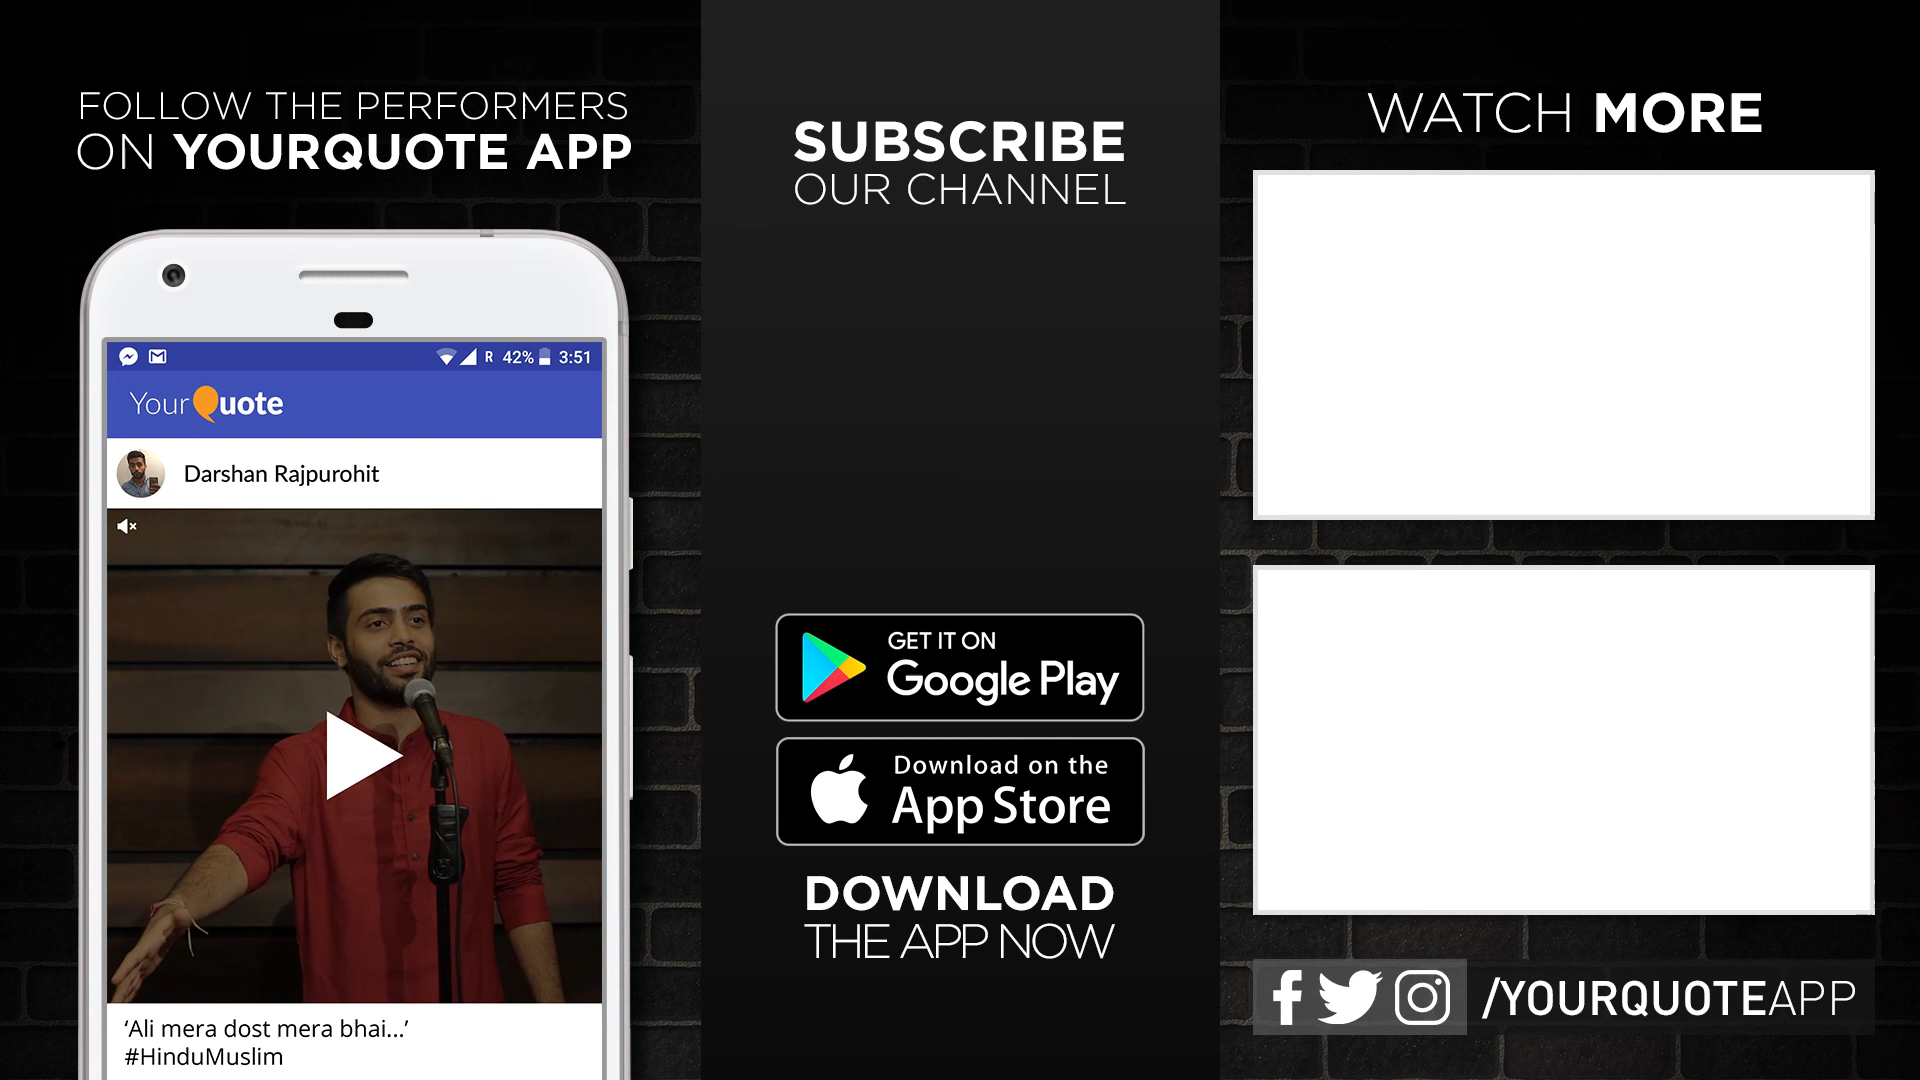 FOLLOW THE PERFORMERS
ON YOURQUOTE APP
R 42% 3:51
YourQuote
Darshan Rajpurohit
‘Ali mera dost mera bhai...’
#HinduMuslim
SUBSCRIBE
OUR CHANNEL
GET IT ON
Google Play
Download on the
App Store
DOWNLOAD
THE APP NOW
WATCH MORE
/YOURQUOTEAPP